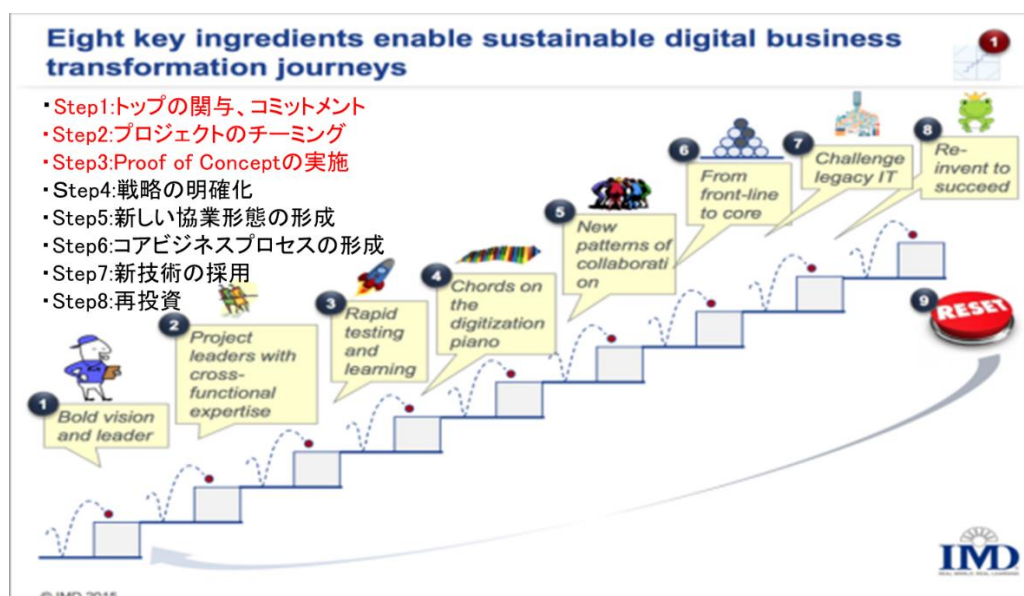 Eight key ingredients enable sustainable digital business
transformation journeys
1
・Step1:トップの関与、コミットメント
・Step2:プロジェクトのチーミング
・Step3:Proof of Conceptの実施
・Step4:戦略の明確化
・Step5:新しい協業形態の形成
・Step6:コアビジネスプロセスの形成
・Step7:新技術の採用
・Step8:再投資
1
Bold vision
and leader
2
Project
leaders with
cross-
functional
expertise
3
Rapid
testing
and
learning
4
Chords on
the
digitization
piano
5
New
patterns of
collaborati
on
6
From
front-line
to core
7
Challenge
legacy IT
8
Re-
invent to
succeed
9
RESET
IMD
REAL WORLD. REAL LEARNING
© IMD 2015